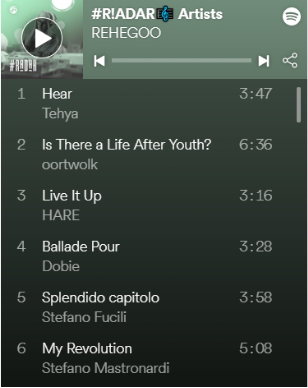 #R!ADAR🎼 Artists
REHEGOO
#R!ADAR
1 Hear 3:47
Tehya
2 Is There a Life After Youth? 6:36
oortwolk
3 Live It Up 3:16
HARE
4 Ballade Pour 3:28
Dobie
5 Splendido capitolo 3:58
Stefano Fucili
6 My Revolution 5:08
Stefano Mastronardi